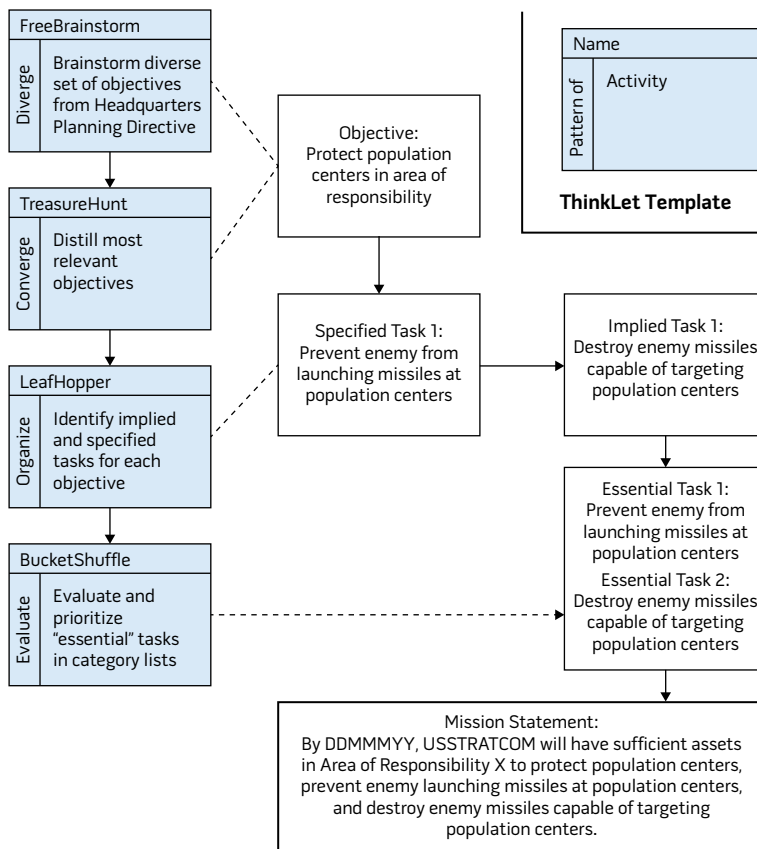 FreeBrainstorm
Diverge
Brainstorm diverse
set of objectives
from Headquarters
Planning Directive
TreasureHunt
Converge
Distill most
relevant
objectives
LeafHopper
Organize
Identify implied
and specified
tasks for each
objective
BucketShuffle
Evaluate
Evaluate and
prioritize
“essential” tasks
in category lists
Objective:
Protect population
centers in area of
responsibility
Specified Task 1:
Prevent enemy from
launching missiles at
population centers
Name
Pattern of
Activity
ThinkLet Template
Implied Task 1:
Destroy enemy missiles
capable of targeting
population centers
Essential Task 1:
Prevent enemy from
launching missiles at
population centers
Essential Task 2:
Destroy enemy missiles
capable of targeting
population centers
Mission Statement:
By DDMMMYY, USSTRATCOM will have sufficient assets
in Area of Responsibility X to protect population centers,
prevent enemy launching missiles at population centers,
and destroy enemy missiles capable of targeting
population centers.